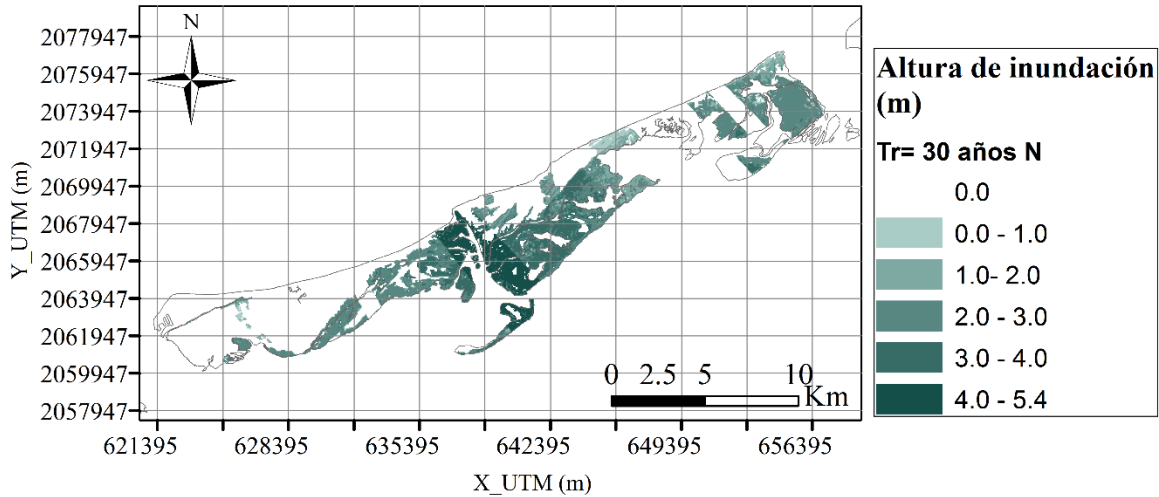 N
2077947
2075947
2073947
2071947
2069947
2067947
2065947
2063947
2061947
2059947
2057947
Y_UTM (m)
621395 628395 635395 642395 649395 656395
X_UTM (m)
0 2.5 5 10
Km
Altura de inundación
(m)
Tr= 30 años N
0.0
0.0 - 1.0
1.0- 2.0
2.0 - 3.0
3.0 - 4.0
4.0 - 5.4